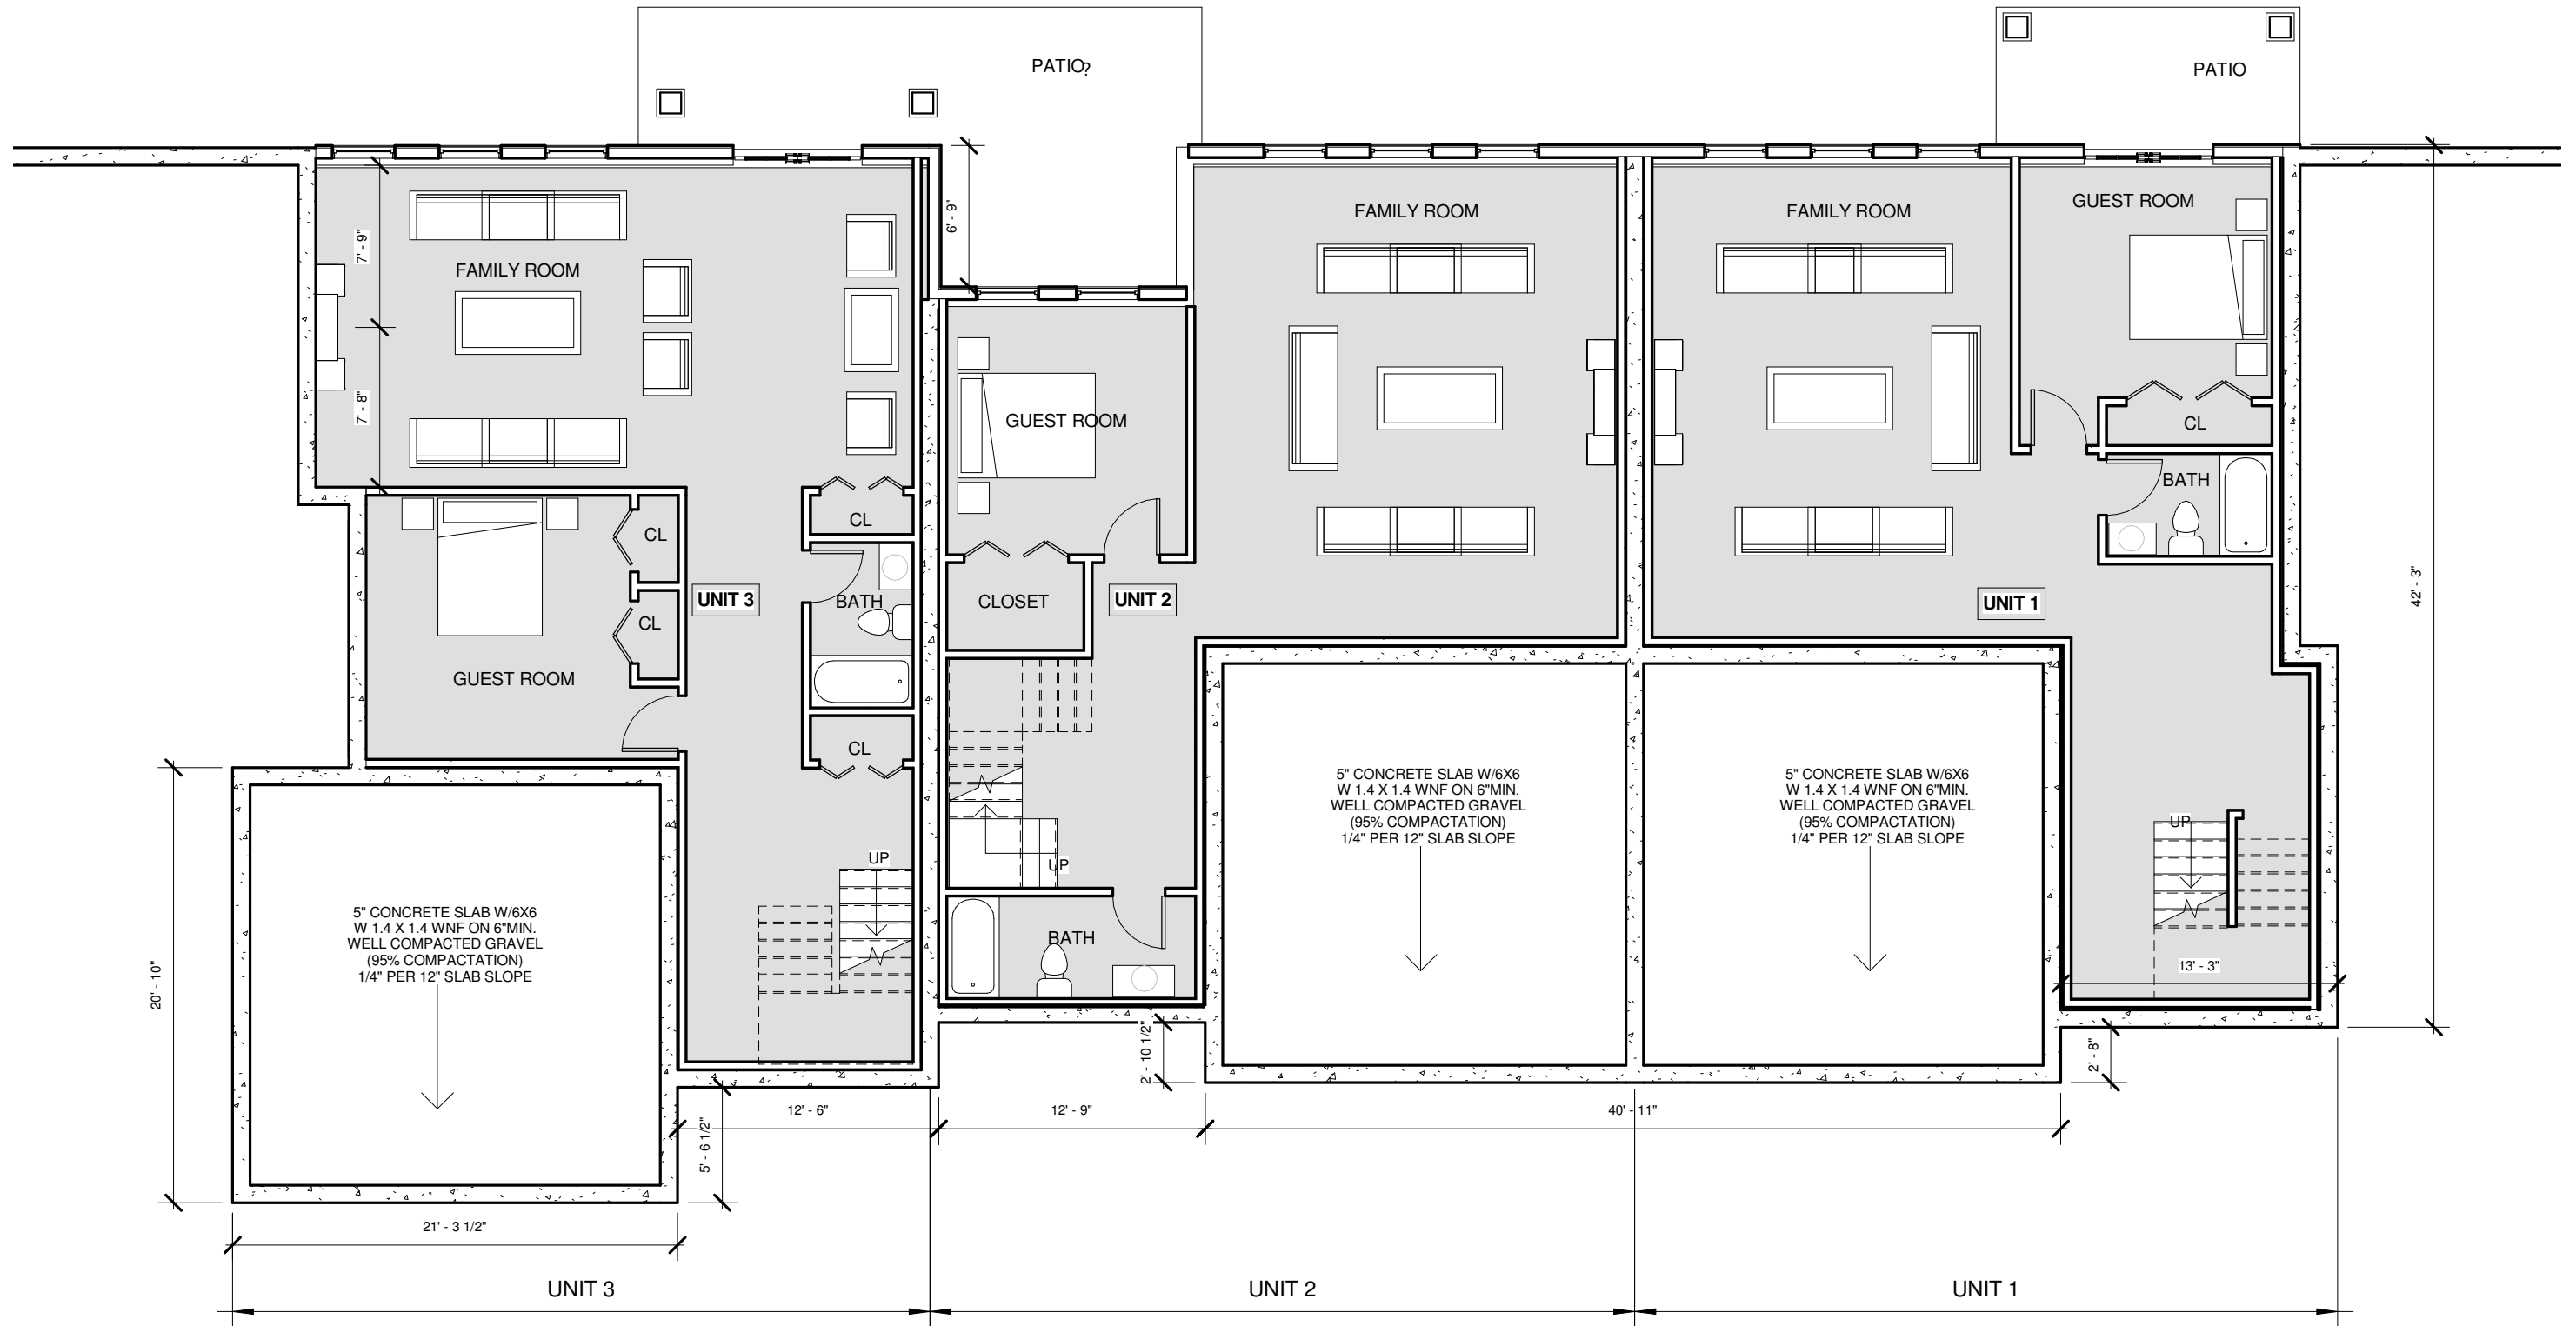 PATIO?
PATIO
6' - 9"
7' - 9"
7' - 8"
FAMILY ROOM
FAMILY ROOM
FAMILY ROOM
GUEST ROOM
GUEST ROOM
CL
BATH
42' - 3"
CL
CL
CL
UNIT 3
BATH
CLOSET
UNIT 2
UNIT 1
GUEST ROOM
CL
5" CONCRETE SLAB W/6X6
W 1.4 X 1.4 WNF ON 6"MIN.
WELL COMPACTED GRAVEL
(95% COMPACTATION)
1/4" PER 12" SLAB SLOPE
5" CONCRETE SLAB W/6X6
W 1.4 X 1.4 WNF ON 6"MIN.
WELL COMPACTED GRAVEL
(95% COMPACTATION)
1/4" PER 12" SLAB SLOPE
UP
UP
UP
5" CONCRETE SLAB W/6X6
W 1.4 X 1.4 WNF ON 6"MIN.
WELL COMPACTED GRAVEL
(95% COMPACTATION)
1/4" PER 12" SLAB SLOPE
20' - 10"
BATH
13' - 3"
2' - 10 1/2"
2' - 8"
12' - 6"
12' - 9"
40' - 11"
5' - 6 1/2"
21' - 3 1/2"
UNIT 3
UNIT 2
UNIT 1